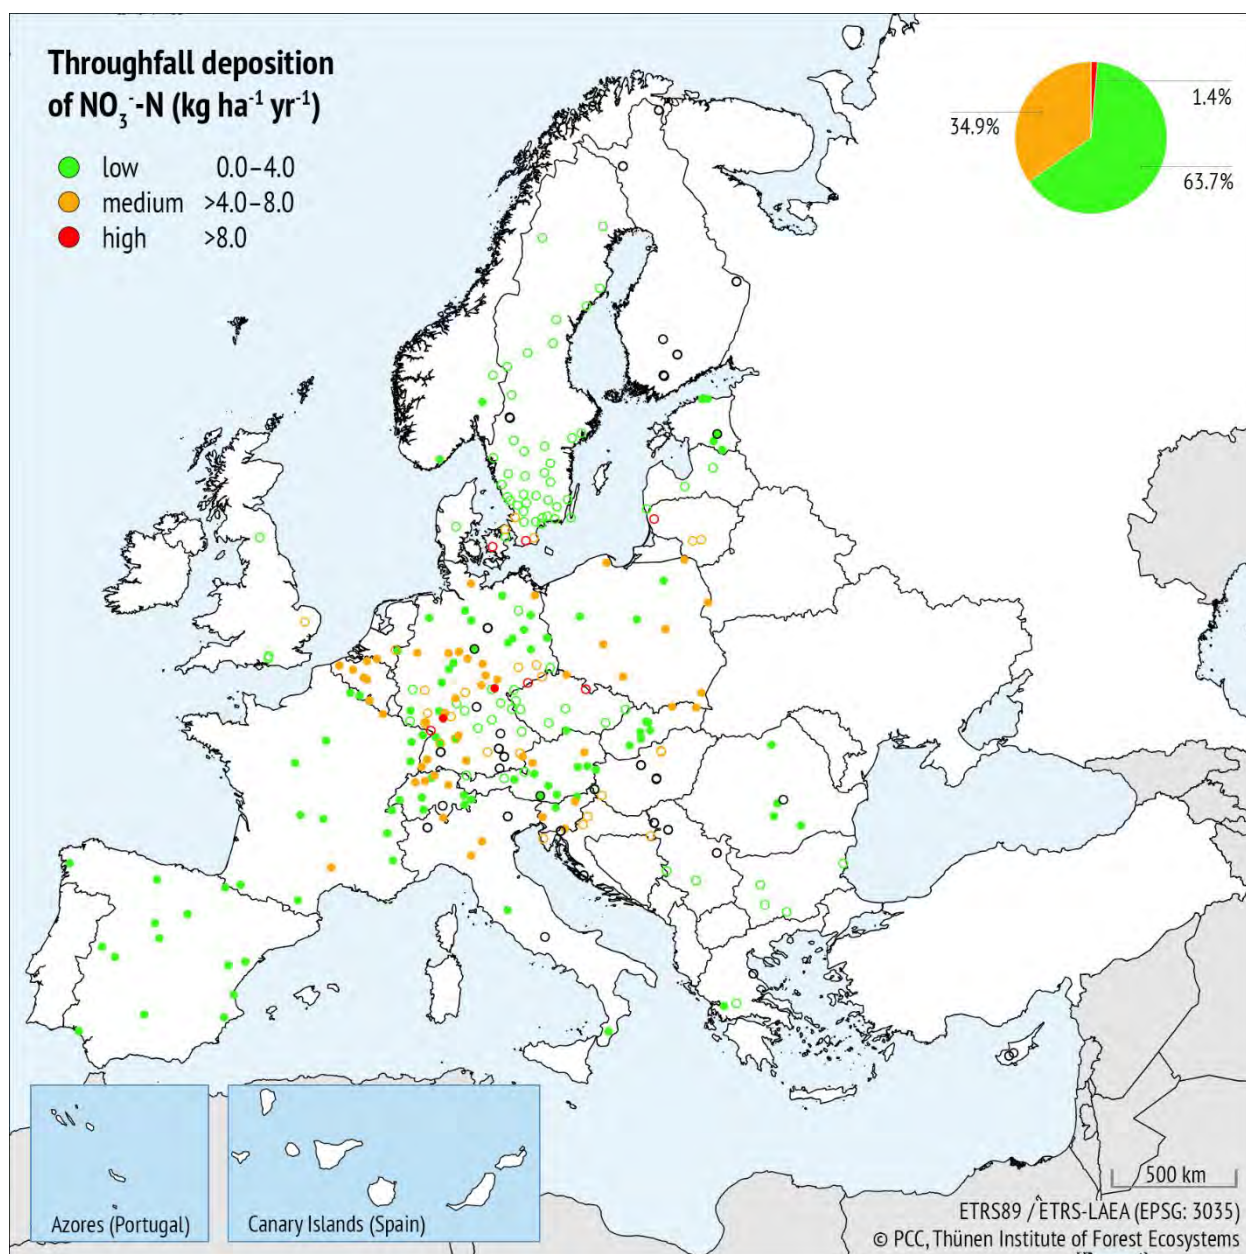 Throughfall deposition
of NO₃⁻-N (kg ha⁻¹ yr⁻¹)
low 0.0–4.0
medium >4.0–8.0
high >8.0
1.4%
34.9%
63.7%
Azores (Portugal)
Canary Islands (Spain)
500 km
ETRS89 / ETRS-LAEA (EPSG: 3035)
© PCC, Thünen Institute of Forest Ecosystems